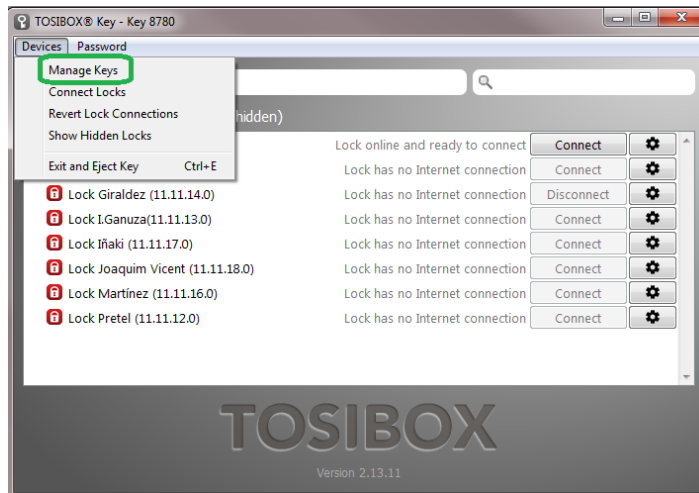 TOSIBOX® Key - Key 8780
Devices Password
Manage Keys
Connect Locks
Revert Lock Connections
Show Hidden Locks
Exit and Eject Key Ctrl+E
hidden)
Lock online and ready to connect Connect
Lock has no Internet connection Connect
Lock Giraldez (11.11.14.0) Lock has no Internet connection Disconnect
Lock I.Ganuza(11.11.13.0) Lock has no Internet connection Connect
Lock Iñaki (11.11.17.0) Lock has no Internet connection Connect
Lock Joaquim Vicent (11.11.18.0) Lock has no Internet connection Connect
Lock Martínez (11.11.16.0) Lock has no Internet connection Connect
Lock Pretel (11.11.12.0) Lock has no Internet connection Connect
TOSIBOX
Version 2.13.11